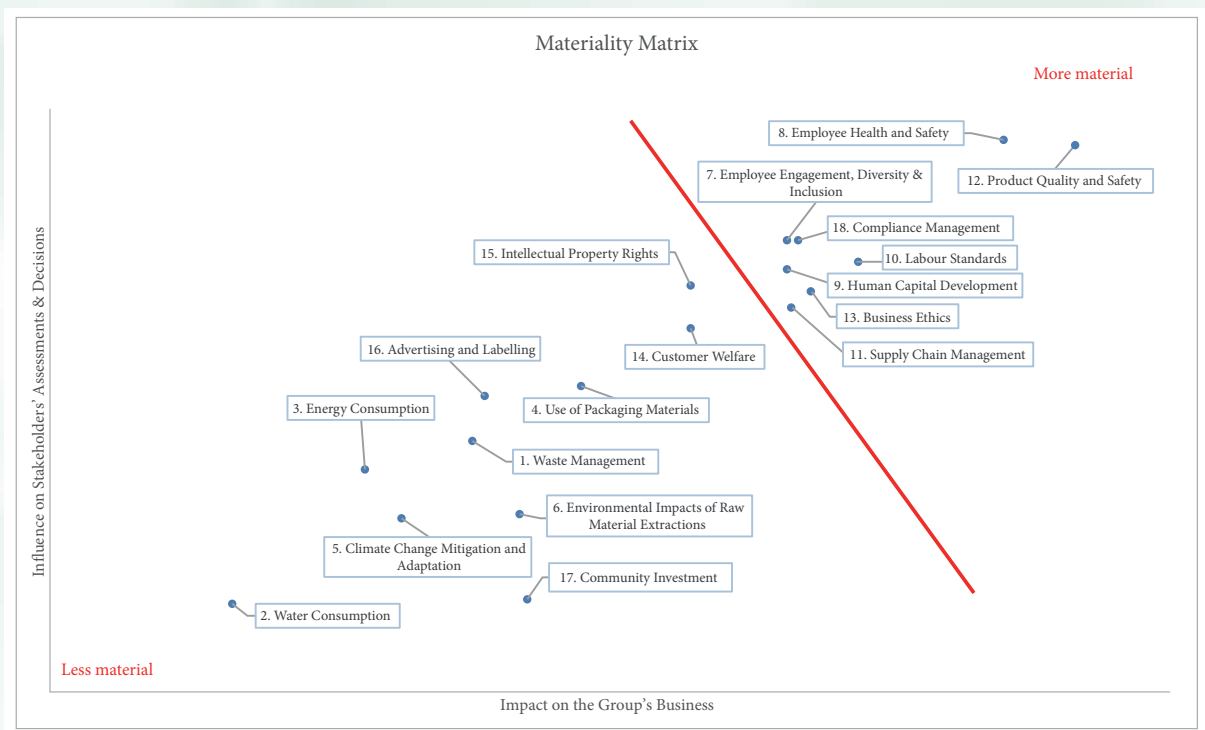 Materiality Matrix
More material
8. Employee Health and Safety
12. Product Quality and Safety
7. Employee Engagement, Diversity &
Inclusion
18. Compliance Management
15. Intellectual Property Rights
10. Labour Standards
9. Human Capital Development
13. Business Ethics
16. Advertising and Labelling
14. Customer Welfare
11. Supply Chain Management
3. Energy Consumption
4. Use of Packaging Materials
1. Waste Management
6. Environmental Impacts of Raw
Material Extractions
5. Climate Change Mitigation and
Adaptation
17. Community Investment
2. Water Consumption
Less material
Influence on Stakeholders’ Assessments & Decisions
Impact on the Group’s Business